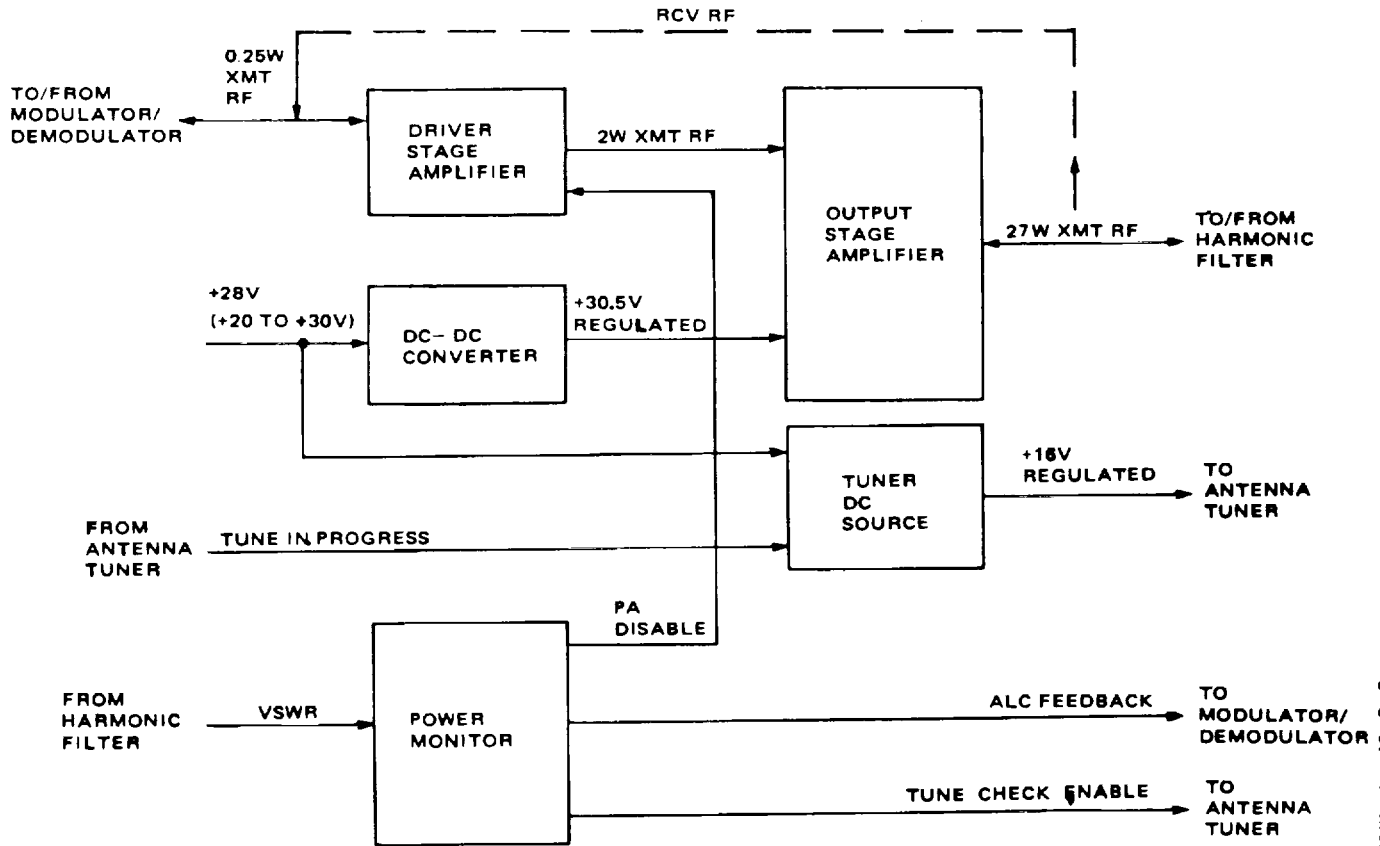 RCV RF
0.25W
XMT
RF
TO/FROM
MODULATOR/
DEMODULATOR
DRIVER
STAGE
AMPLIFIER
2W XMT RF
OUTPUT
STAGE
AMPLIFIER
27W XMT RF
TO/FROM
HARMONIC
FILTER
+28V
(+20 TO +30V)
DC-DC
CONVERTER
+30.5V
REGULATED
TUNER
DC
SOURCE
+16V
REGULATED
TO
ANTENNA
TUNER
FROM
ANTENNA
TUNER
TUNE IN PROGRESS
PA
DISABLE
FROM
HARMONIC
FILTER
VSWR
POWER
MONITOR
ALC FEEDBACK
TO
MODULATOR/
DEMODULATOR
TUNE CHECK ENABLE
TO
ANTENNA
TUNER